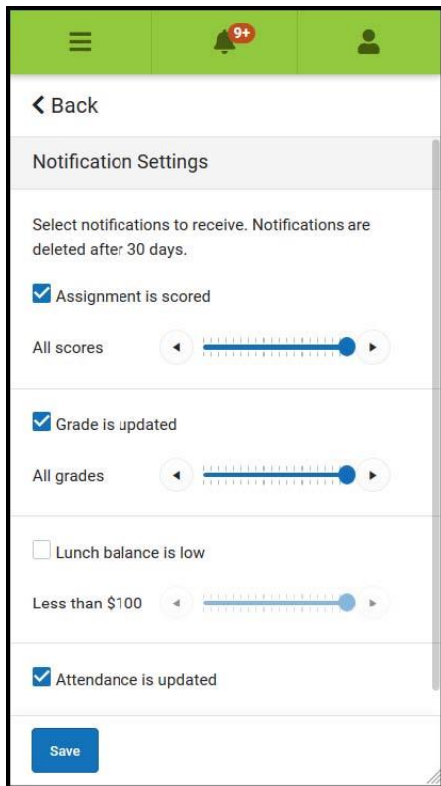 9+
Back
Notification Settings
Select notifications to receive. Notifications are
deleted after 30 days.
Assignment is scored
All scores
Grade is updated
All grades
Lunch balance is low
Less than $100
Attendance is updated
Save